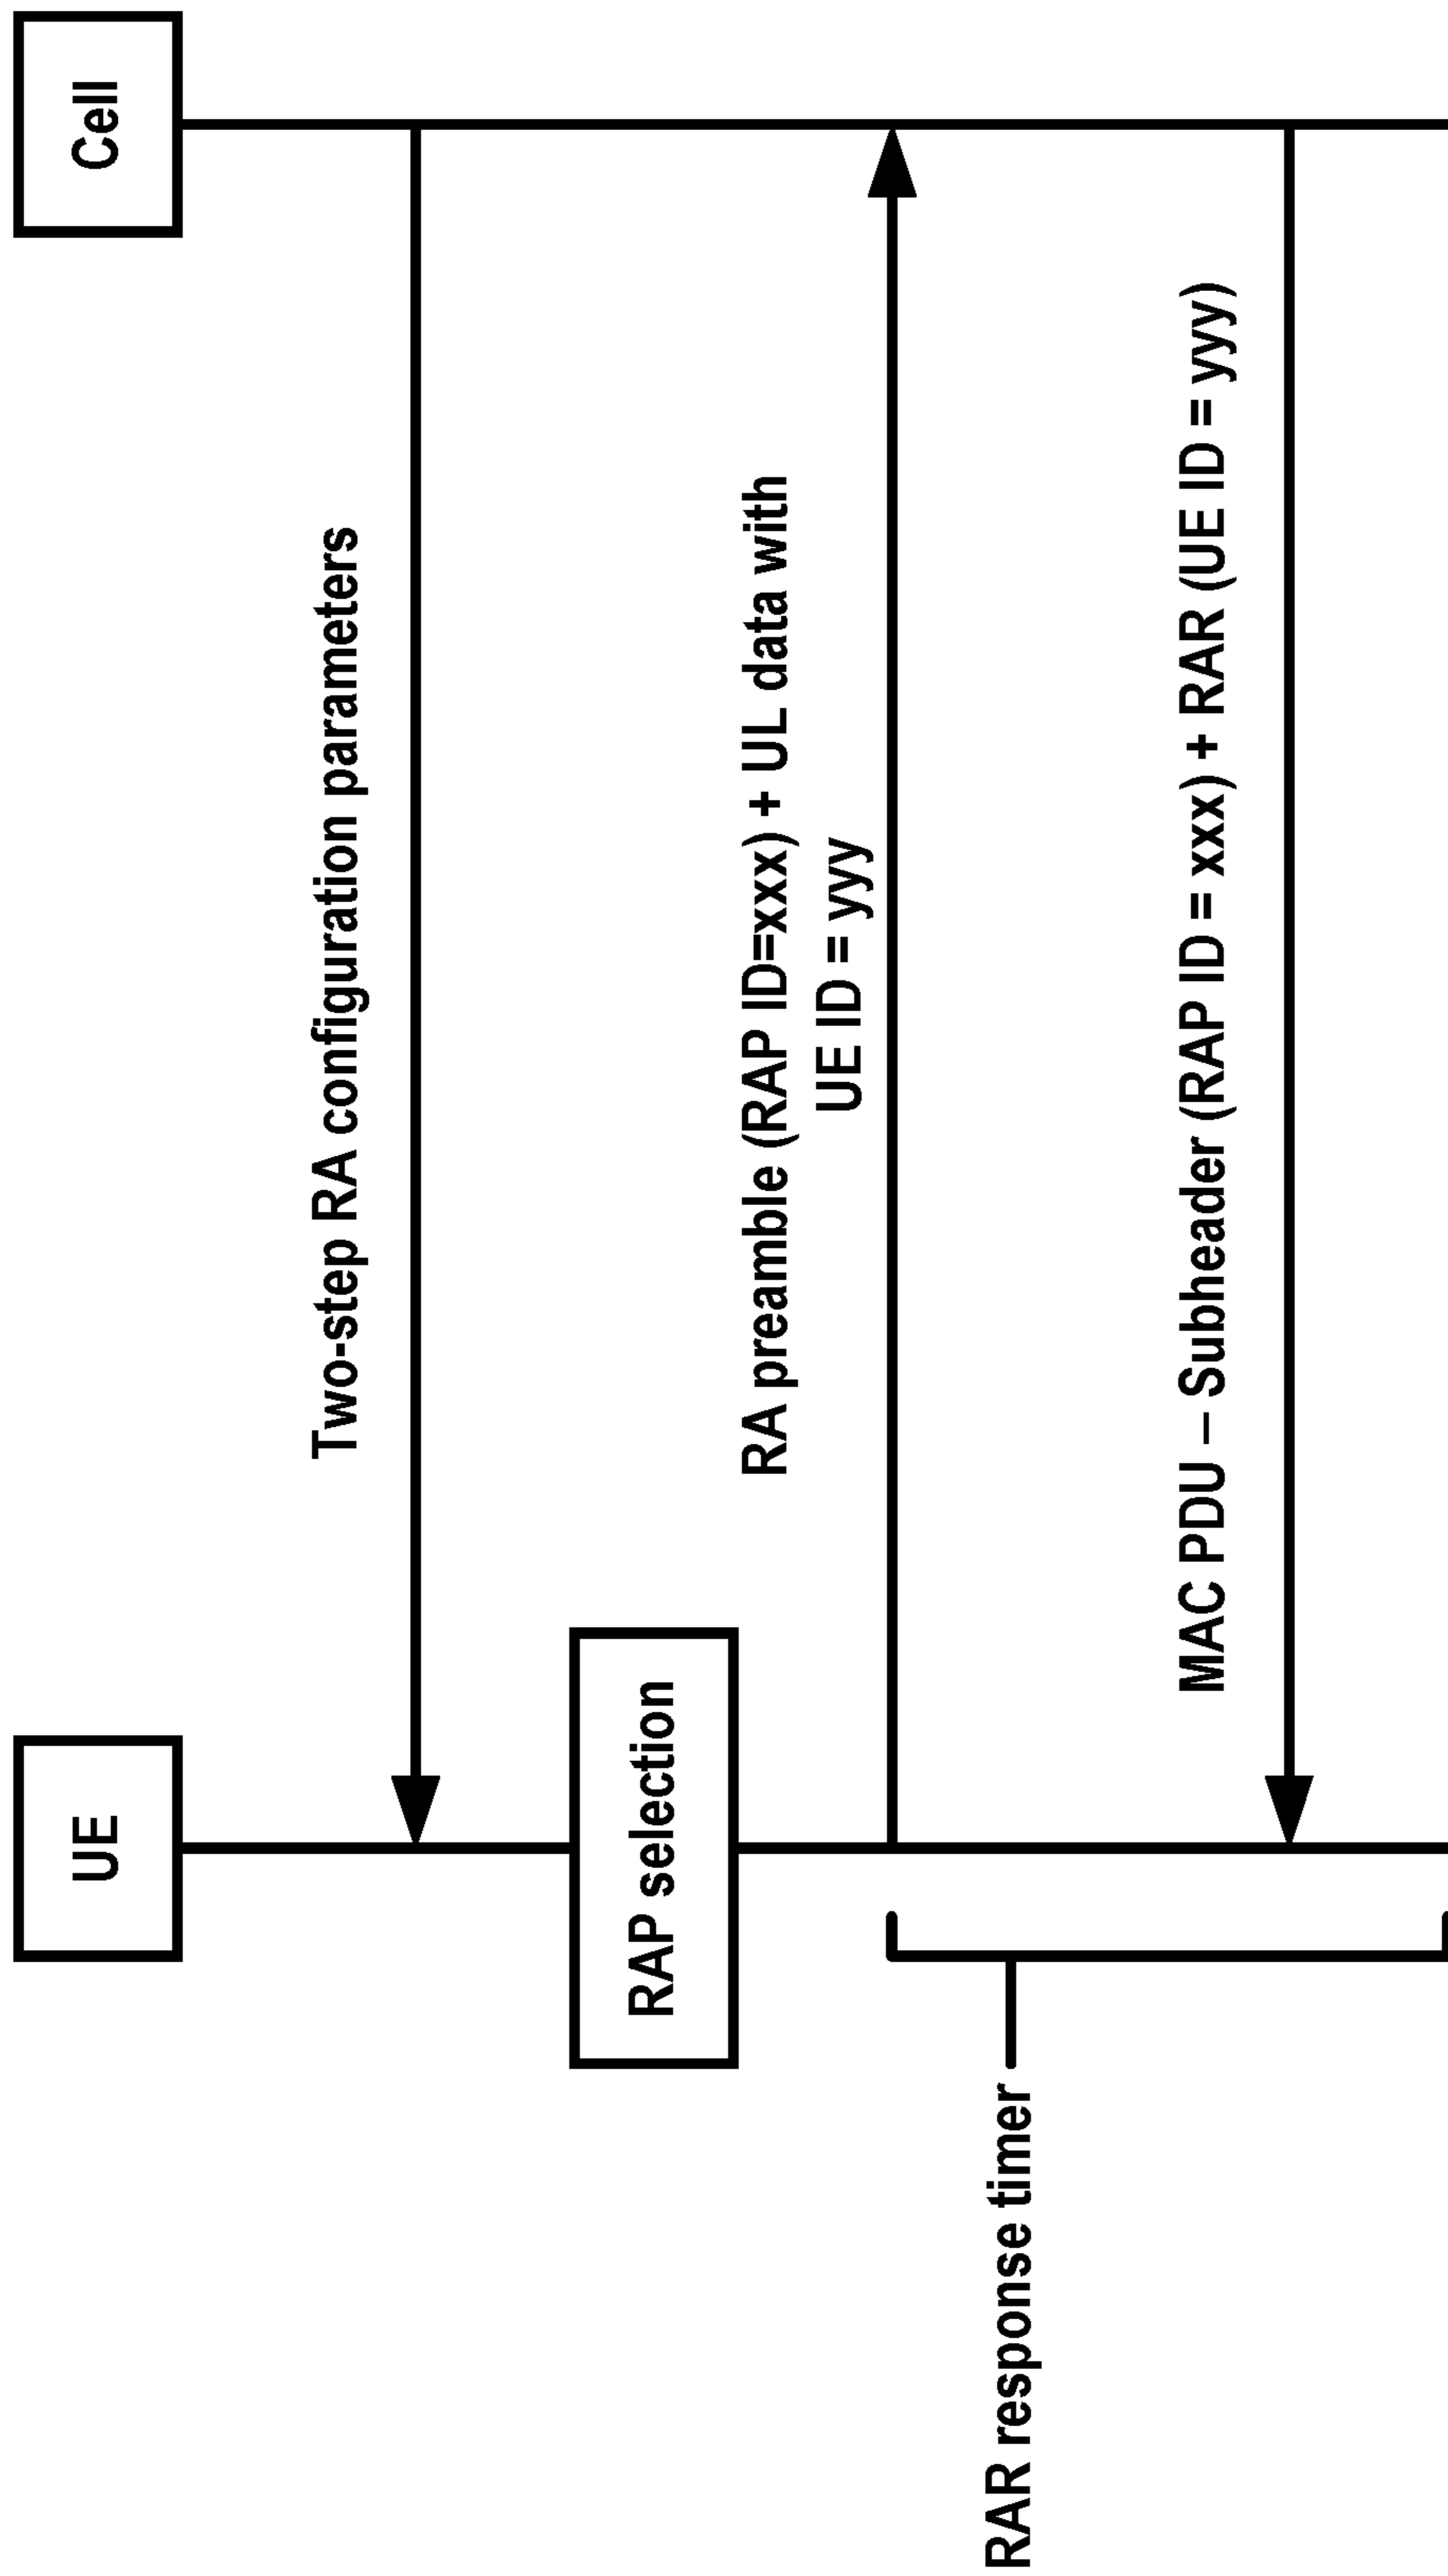 UE
Cell
Two-step RA configuration parameters
RAP selection
RA preamble (RAP ID=xxx) + UL data with
UE ID = yyy
RAR response timer
MAC PDU – Subheader (RAP ID = xxx) + RAR (UE ID = yyy)